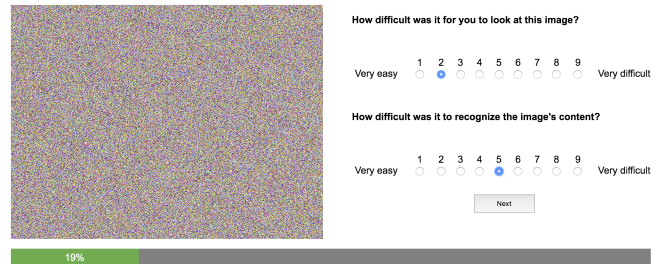 How difficult was it for you to look at this image?
1 2 3 4 5 6 7 8 9
Very easy Very difficult
How difficult was it to recognize the image's content?
1 2 3 4 5 6 7 8 9
Very easy Very difficult
Next
19%